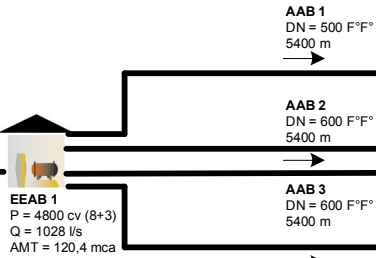 AAB 1
DN = 500 F°F°
5400 m
AAB 2
DN = 600 F°F°
5400 m
AAB 3
DN = 600 F°F°
5400 m
EEAB 1
P = 4800 cv (8+3)
Q = 1028 l/s
AMT = 120,4 mca